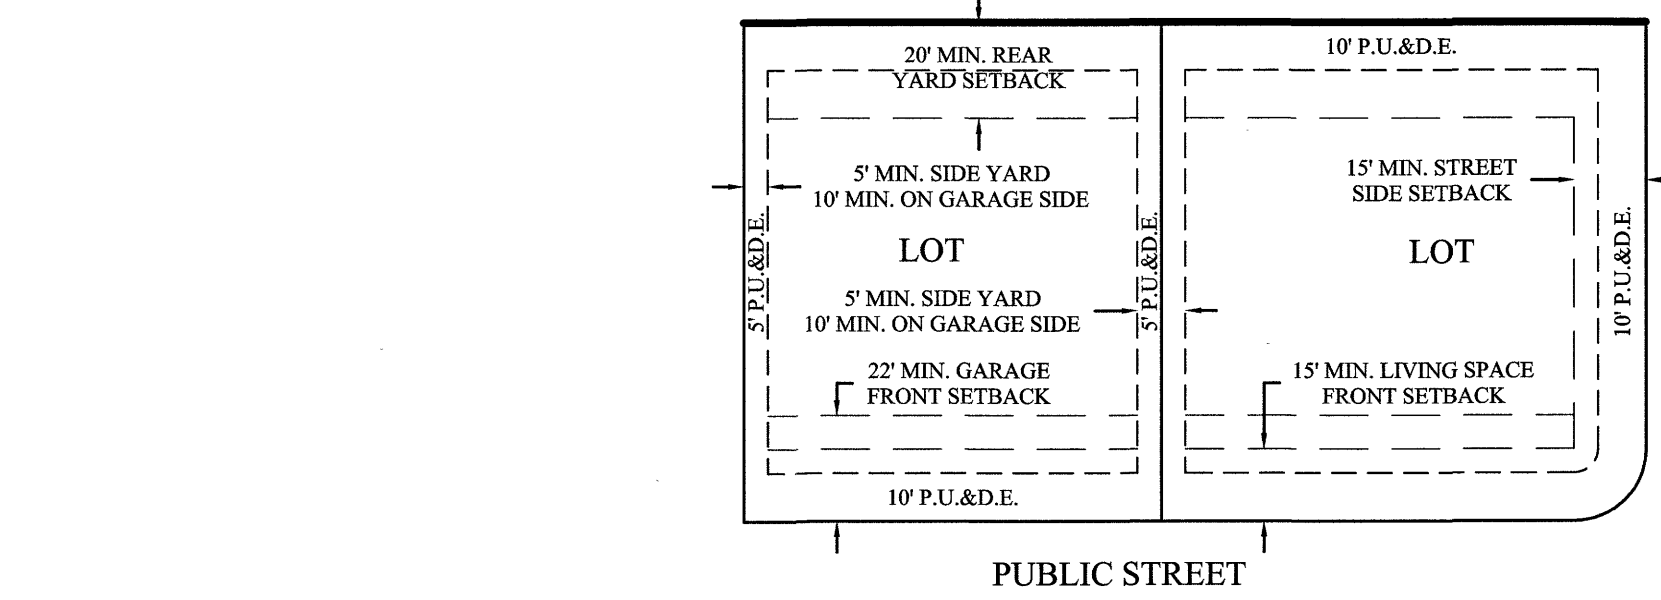 20' MIN. REAR
YARD SETBACK
10' P.U.&D.E.
5' MIN. SIDE YARD
10' MIN. ON GARAGE SIDE
15' MIN. STREET
SIDE SETBACK
5' P.U.&D.E.
LOT
5' P.U.&D.E.
LOT
10' P.U.&D.E.
5' MIN. SIDE YARD
10' MIN. ON GARAGE SIDE
22' MIN. GARAGE
FRONT SETBACK
15' MIN. LIVING SPACE
FRONT SETBACK
10' P.U.&D.E.
PUBLIC STREET